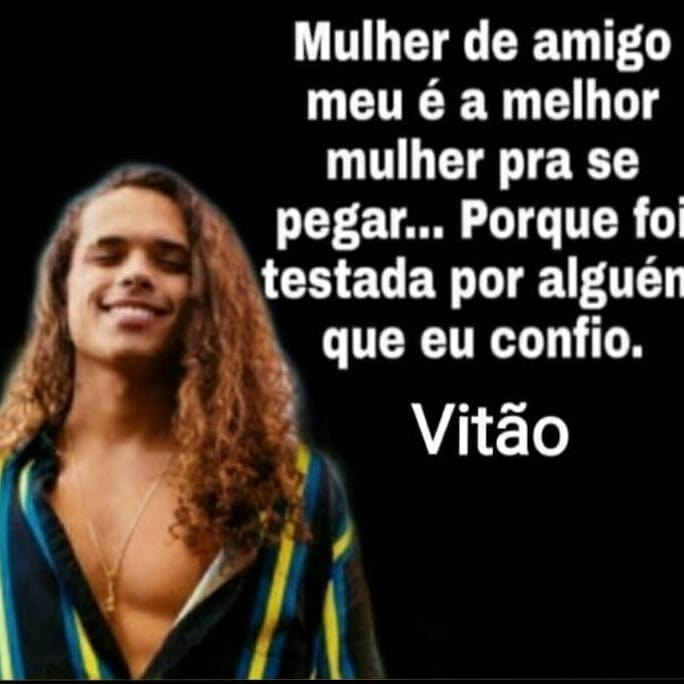 Mulher de amigo
meu é a melhor
mulher pra se
pegar... Porque foi
testada por alguém
que eu confio.
Vitão